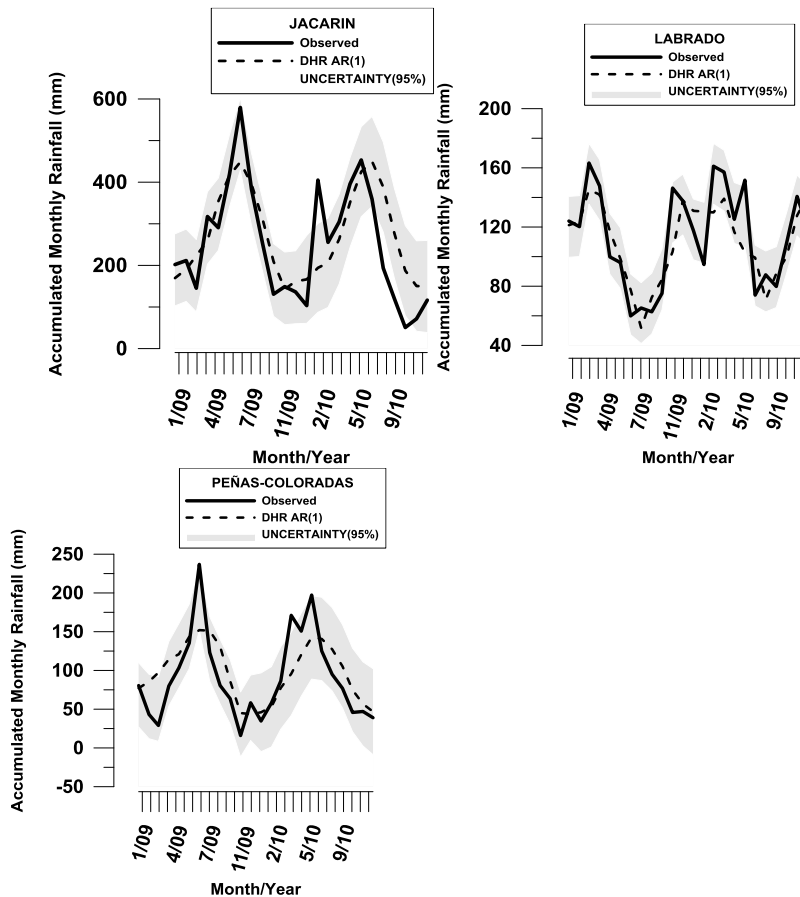 JACARIN
Observed
DHR AR(1)
UNCERTAINTY(95%)
Accumulated Monthly Rainfall (mm)
600
400
200
0
1/09
4/09
7/09
11/09
2/10
5/10
9/10
Month/Year
LABRADO
Observed
DHR AR(1)
UNCERTAINTY(95%)
Accumulated Monthly Rainfall (mm)
200
160
120
80
40
1/09
4/09
7/09
11/09
2/10
5/10
9/10
Month/Year
PEÑAS-COLORADAS
Observed
DHR AR(1)
UNCERTAINTY(95%)
Accumulated Monthly Rainfall (mm)
250
200
150
100
50
0
-50
1/09
4/09
7/09
11/09
2/10
5/10
9/10
Month/Year